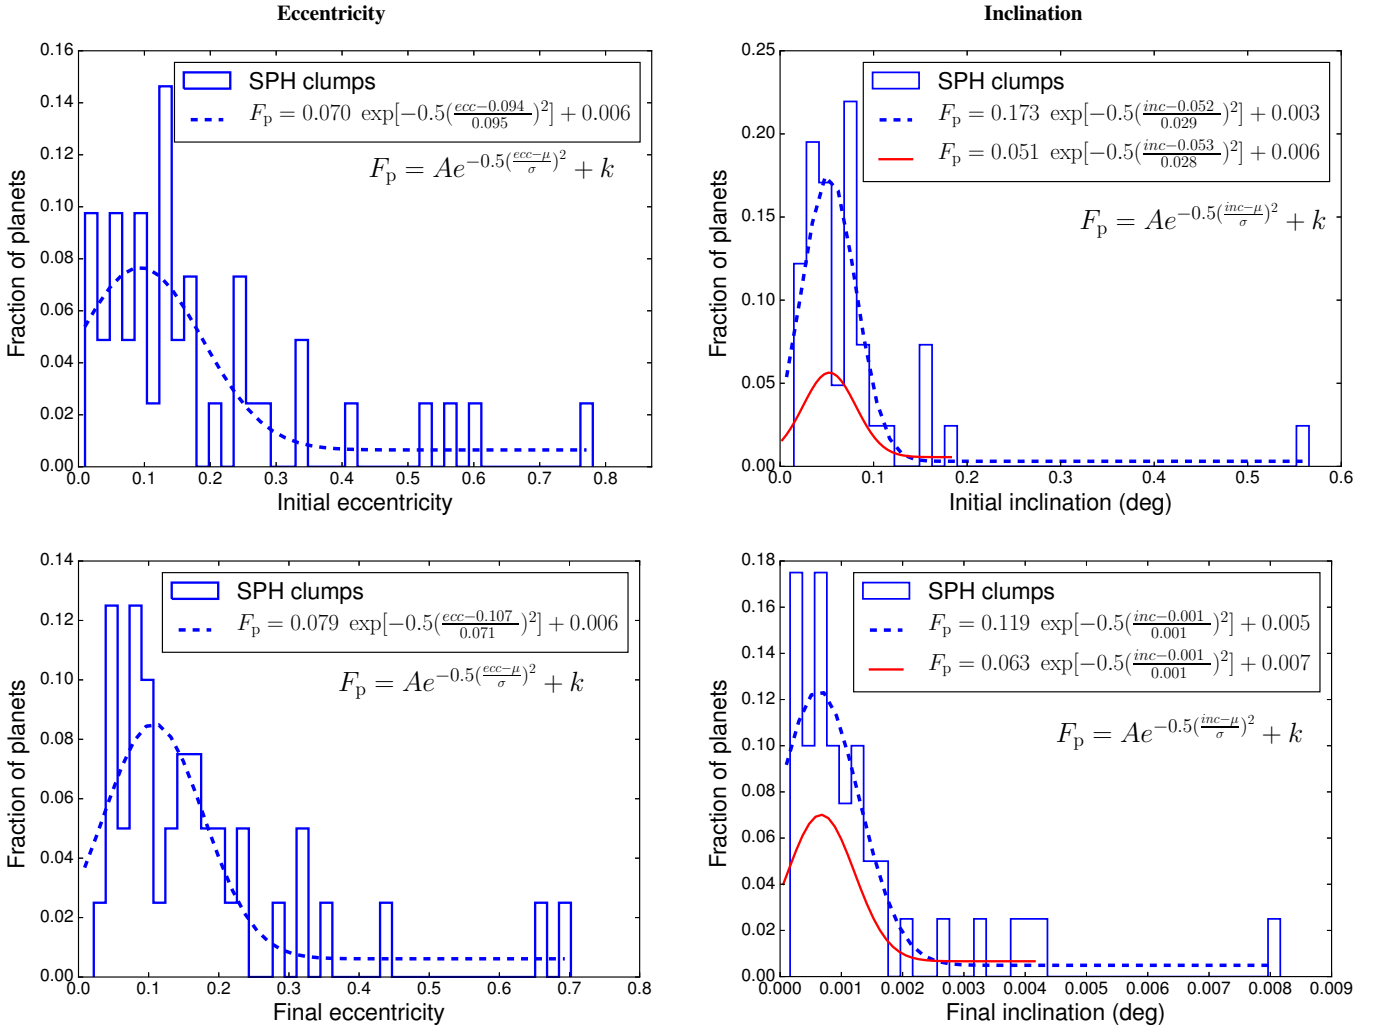 Eccentricity
Inclination
0.16
0.14
0.12
0.10
0.08
0.06
0.04
0.02
0.00
Fraction of planets
SPH clumps
F_p = 0.070 exp[−0.5((ecc−0.094)/0.095)^2] + 0.006
F_p = Ae^{−0.5((ecc−μ)/σ)^2} + k
0.0 0.1 0.2 0.3 0.4 0.5 0.6 0.7 0.8
Initial eccentricity
0.25
0.20
0.15
0.10
0.05
0.00
Fraction of planets
SPH clumps
F_p = 0.173 exp[−0.5((inc−0.052)/0.029)^2] + 0.003
F_p = 0.051 exp[−0.5((inc−0.053)/0.028)^2] + 0.006
F_p = Ae^{−0.5((inc−μ)/σ)^2} + k
0.0 0.1 0.2 0.3 0.4 0.5 0.6
Initial inclination (deg)
0.14
0.12
0.10
0.08
0.06
0.04
0.02
0.00
Fraction of planets
SPH clumps
F_p = 0.079 exp[−0.5((ecc−0.107)/0.071)^2] + 0.006
F_p = Ae^{−0.5((ecc−μ)/σ)^2} + k
0.0 0.1 0.2 0.3 0.4 0.5 0.6 0.7 0.8
Final eccentricity
0.18
0.16
0.14
0.12
0.10
0.08
0.06
0.04
0.02
0.00
Fraction of planets
SPH clumps
F_p = 0.119 exp[−0.5((inc−0.001)/0.001)^2] + 0.005
F_p = 0.063 exp[−0.5((inc−0.001)/0.001)^2] + 0.007
F_p = Ae^{−0.5((inc−μ)/σ)^2} + k
0.000 0.001 0.002 0.003 0.004 0.005 0.006 0.007 0.008 0.009
Final inclination (deg)